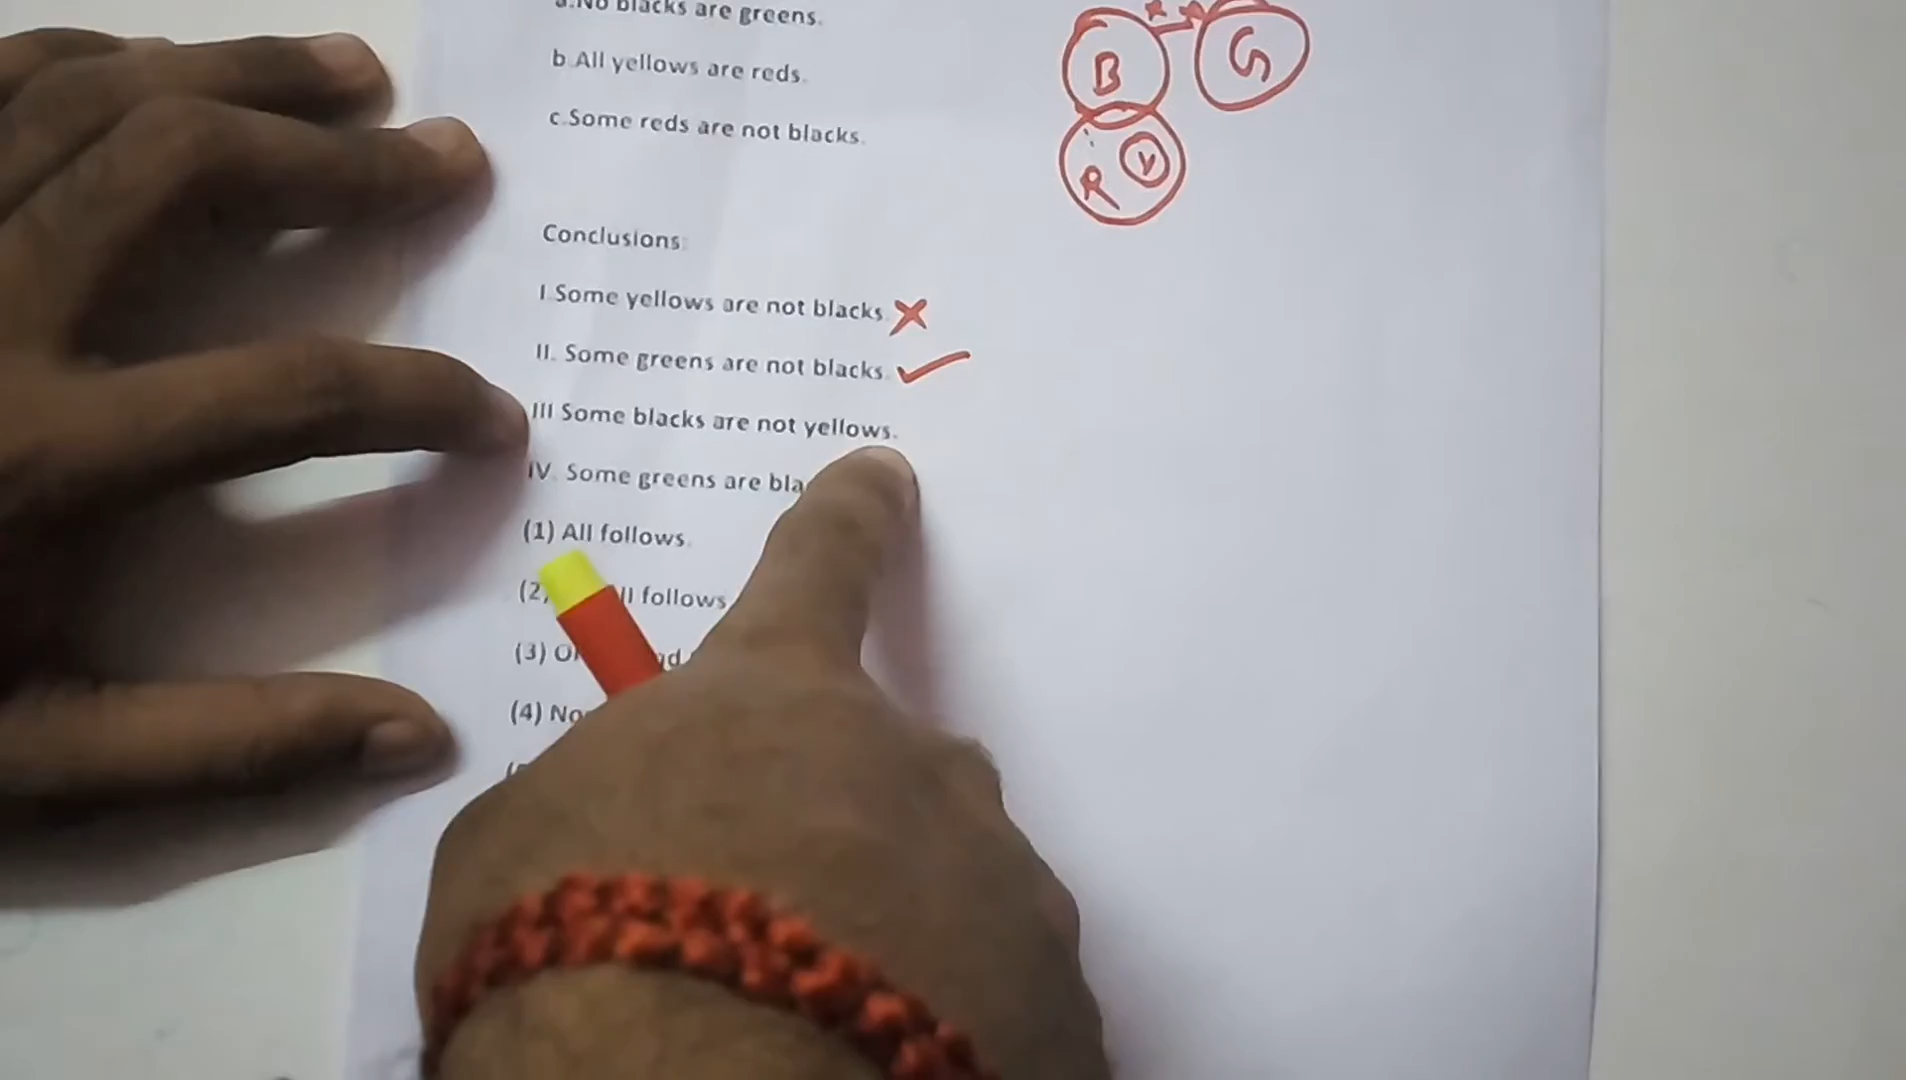 a.No blacks are greens.
b.All yellows are reds.
c.Some reds are not blacks.
B
G
R
Y
Conclusions:
I.Some yellows are not blacks.
II. Some greens are not blacks.
III Some blacks are not yellows.
IV. Some greens are
(1) All follows.
(2) follows
(3)
(4)